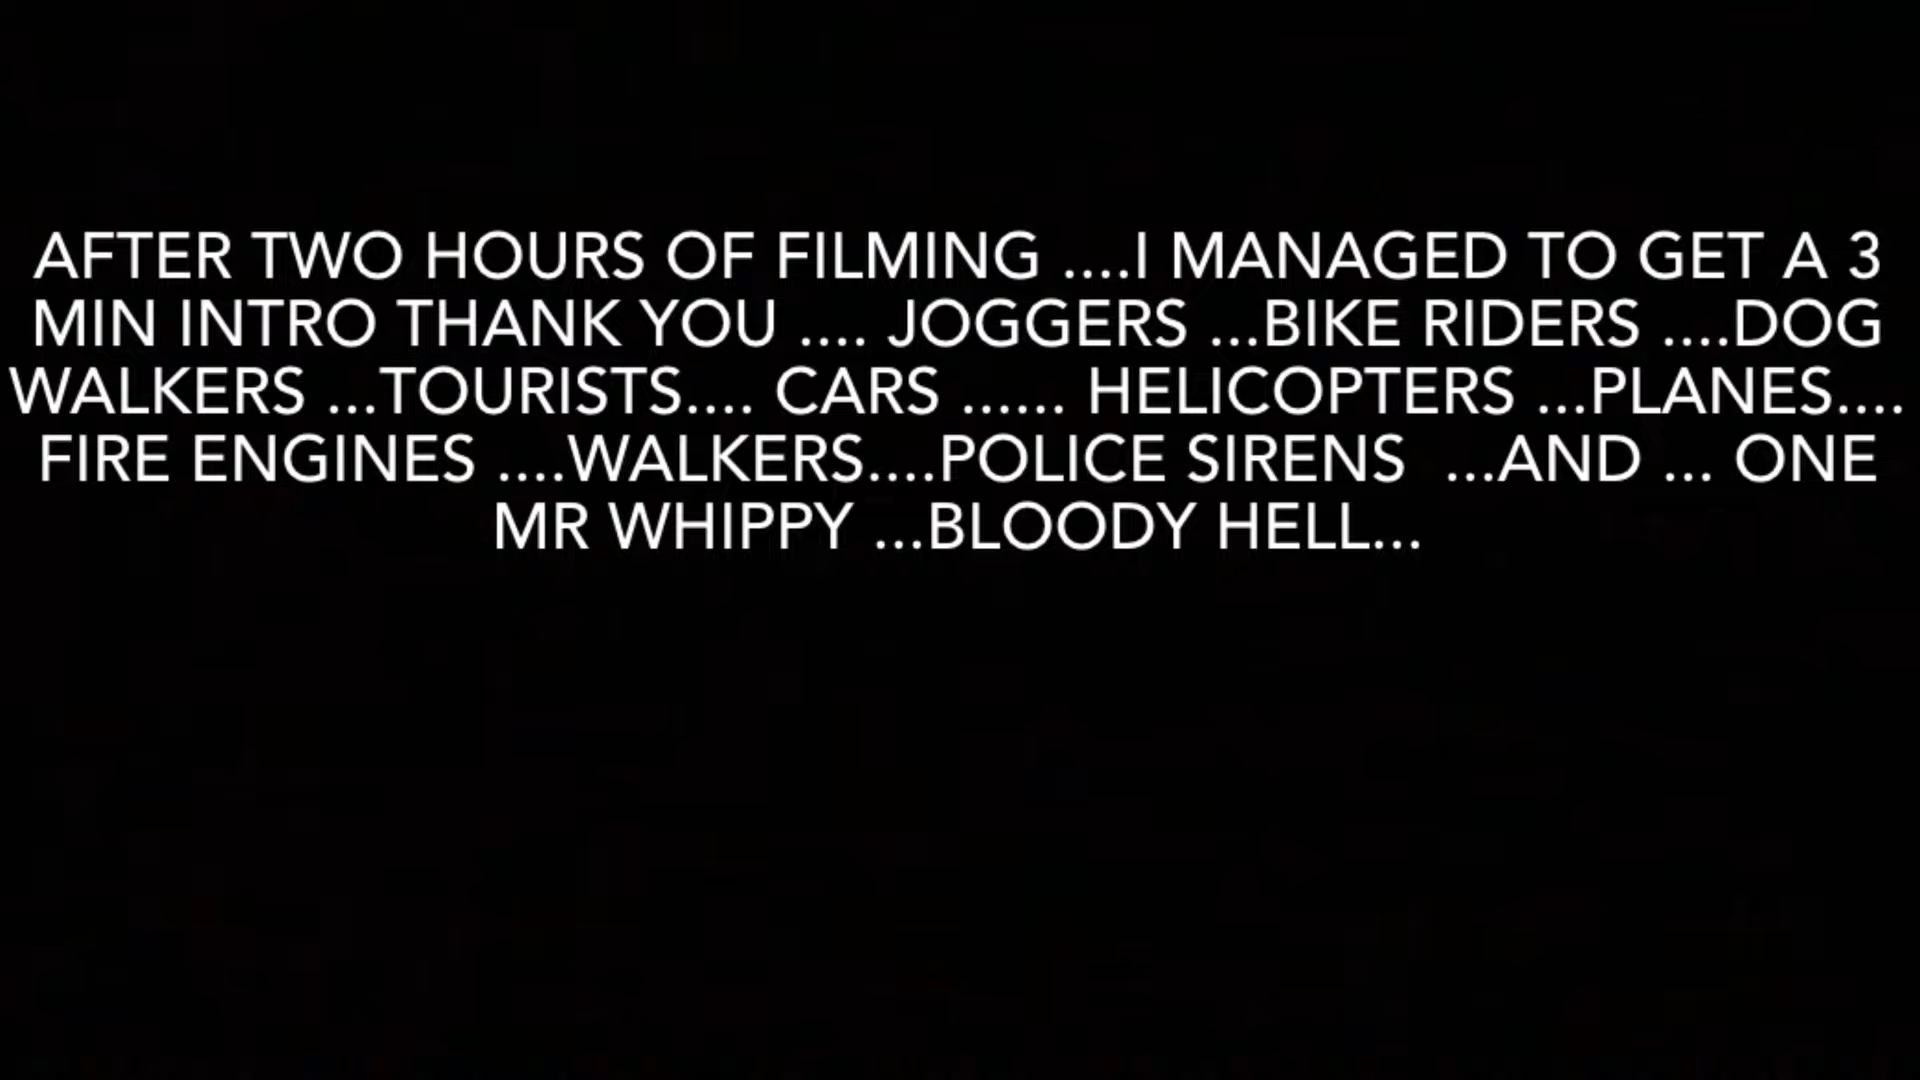 AFTER TWO HOURS OF FILMING ....I MANAGED TO GET A 3
MIN INTRO THANK YOU .... JOGGERS ...BIKE RIDERS ....DOG
WALKERS ...TOURISTS.... CARS ...... HELICOPTERS ...PLANES....
FIRE ENGINES ....WALKERS....POLICE SIRENS  ...AND ... ONE
MR WHIPPY ...BLOODY HELL...